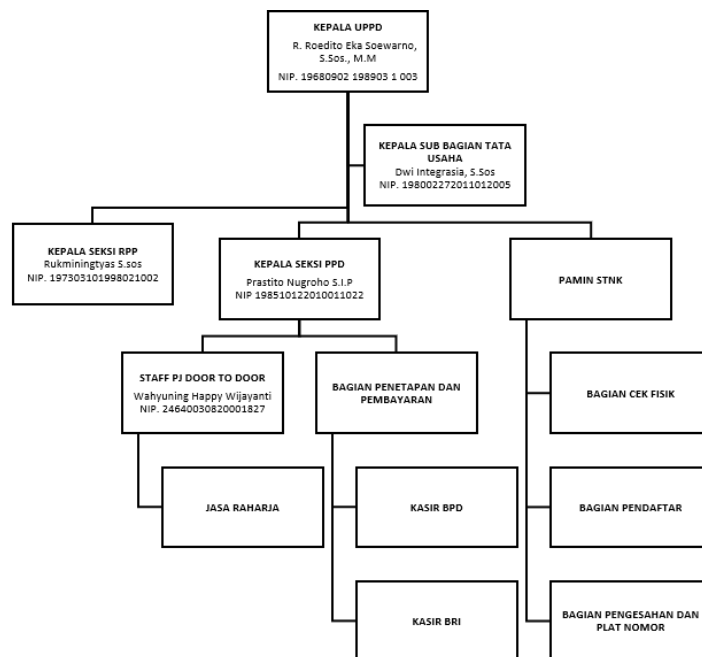 KEPALA UPPD
R. Roedito Eka Soewarno,
S.Sos., M.M
NIP. 19680902 198903 1 003
KEPALA SUB BAGIAN TATA
USAHA
Dwi Integrasia, S.Sos
NIP. 198002272011012005
KEPALA SEKSI RPP
Rukminingtyas S.sos
NIP. 197303101998021002
KEPALA SEKSI PPD
Prastito Nugroho S.I.P
NIP 198510122010011022
PAMIN STNK
STAFF PJ DOOR TO DOOR
Wahyuning Happy Wijayanti
NIP. 24640030820001827
BAGIAN PENETAPAN DAN
PEMBAYARAN
BAGIAN CEK FISIK
JASA RAHARJA
KASIR BPD
BAGIAN PENDAFTAR
KASIR BRI
BAGIAN PENGESAHAN DAN
PLAT NOMOR